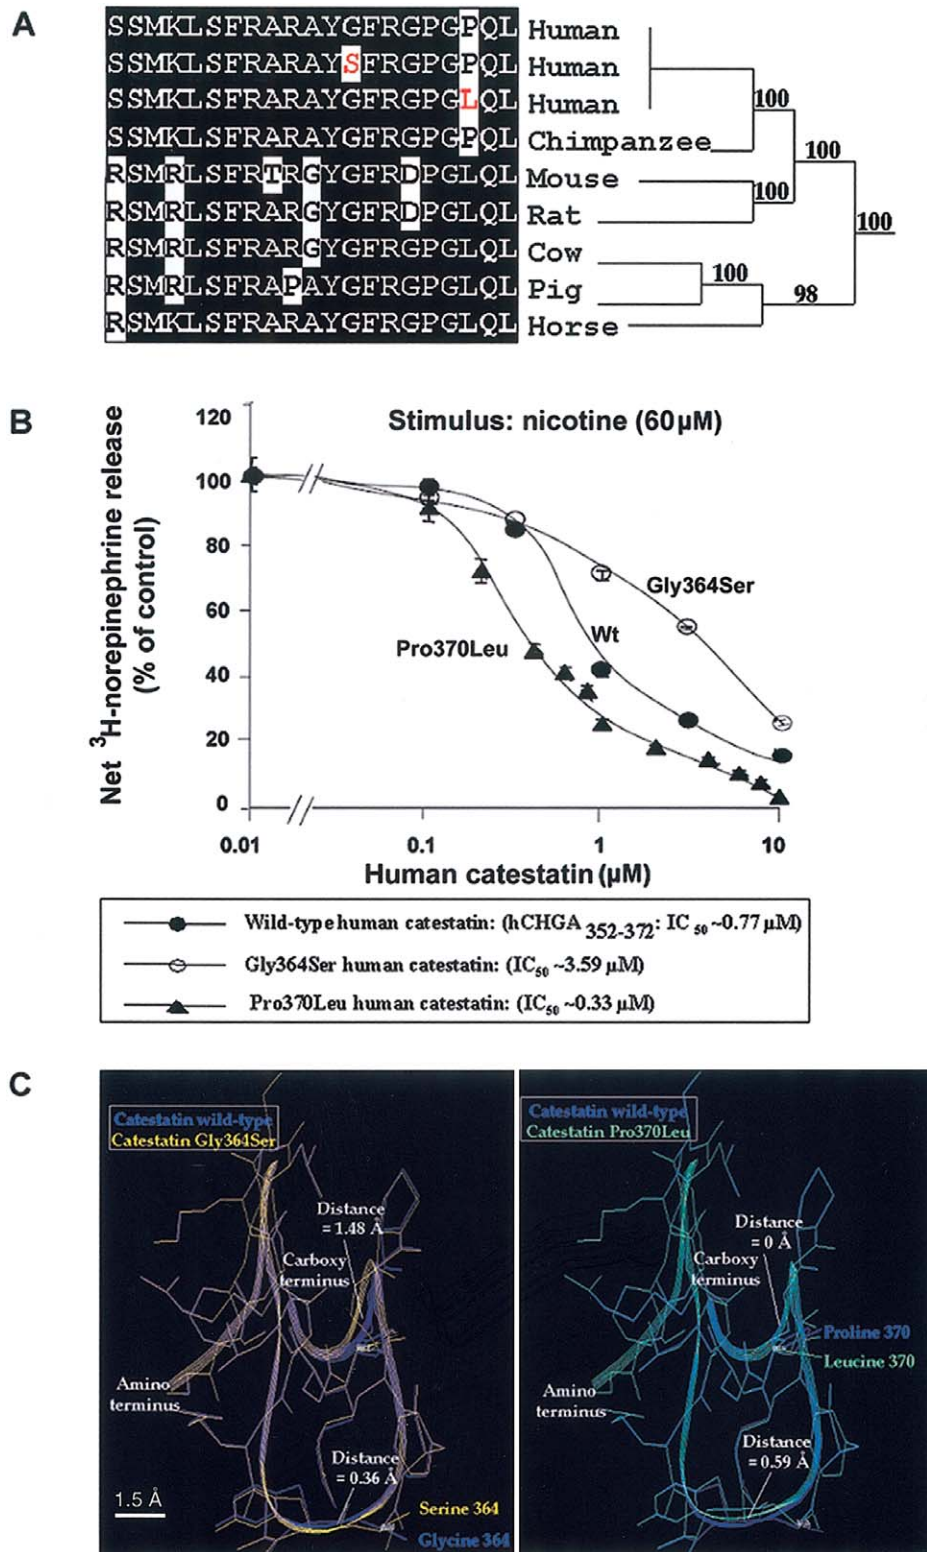 A
SSMKLSFRARAYGFRGPGPQL Human
SSMKLSFRARAYSFRGPGPQL Human
SSMKLSFRARAYGFRGPGLQL Human
SSMKLSFRARAYGFRGPGPQL Chimpanzee
RSMRLSFRTRGYGFRDPGLQL Mouse
RSMRLSFRARGYGFRDPGLQL Rat
RSMRLSFRARGYGFRGPGLQL Cow
RSMRLSFRAPAYGFRGPGLQL Pig
RSMKLSFRARAYGFRGPGLQL Horse
100
100
100
100
100
98
B
Stimulus: nicotine (60µM)
Net ³H-norepinephrine release
(% of control)
120
100
80
60
40
20
0
Gly364Ser
Wt
Pro370Leu
0.01
0.1
1
10
Human catestatin (µM)
Wild-type human catestatin: (hCHGA 352-372: IC 50 ~0.77 µM)
Gly364Ser human catestatin: (IC50 ~3.59 µM)
Pro370Leu human catestatin: (IC50 ~0.33 µM)
C
Catestatin wild-type
Catestatin Gly364Ser
Distance
= 1.48 Å
Carboxy
terminus
Amino
terminus
Distance
= 0.36 Å
1.5 Å
Serine 364
Glycine 364
Catestatin wild-type
Catestatin Pro370Leu
Distance
= 0 Å
Carboxy
terminus
Proline 370
Leucine 370
Amino
terminus
Distance
= 0.59 Å